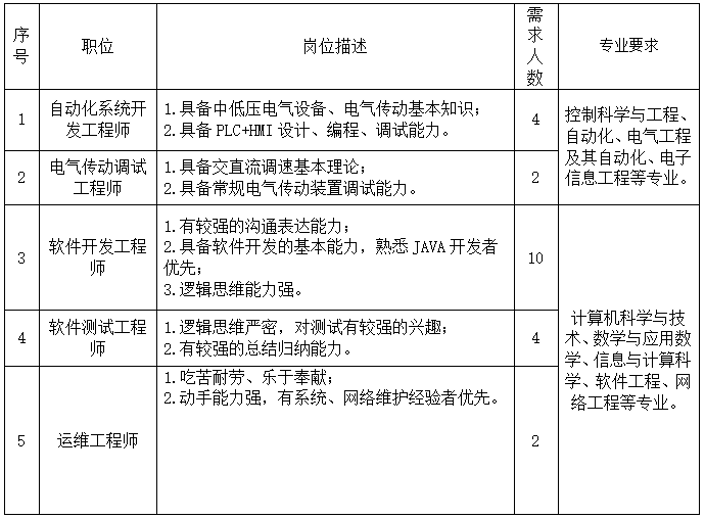 序号
职位
岗位描述
需求人数
专业要求
1
自动化系统开
发工程师
1.具备中低压电气设备、电气传动基本知识；
2.具备 PLC+HMI 设计、编程、调试能力。
4
控制科学与工程、
自动化、电气工程
及其自动化、电子
信息工程等专业。
2
电气传动调试
工程师
1.具备交直流调速基本理论；
2.具备常规电气传动装置调试能力。
2
3
软件开发工程
师
1.有较强的沟通表达能力；
2.具备软件开发的基本能力，熟悉 JAVA 开发者
优先；
3.逻辑思维能力强。
10
计算机科学与技
术、数学与应用数
学、信息与计算科
学、软件工程、网
络工程等专业。
4
软件测试工程
师
1.逻辑思维严密，对测试有较强的兴趣；
2.有较强的总结归纳能力。
4
5
运维工程师
1.吃苦耐劳、乐于奉献；
2.动手能力强，有系统、网络维护经验者优先。
2